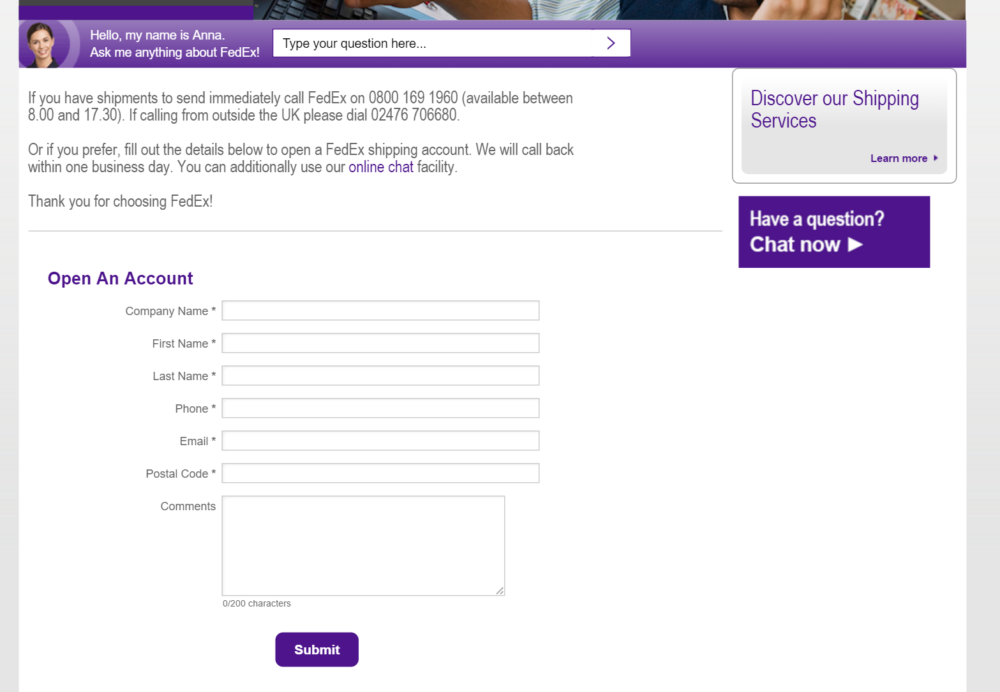 Hello, my name is Anna.
Ask me anything about FedEx!
Type your question here...
If you have shipments to send immediately call FedEx on 0800 169 1960 (available between
8.00 and 17.30). If calling from outside the UK please dial 02476 706680.
Or if you prefer, fill out the details below to open a FedEx shipping account. We will call back
within one business day. You can additionally use our online chat facility.
Thank you for choosing FedEx!
Discover our Shipping
Services
Learn more
Have a question?
Chat now
Open An Account
Company Name *
First Name *
Last Name *
Phone *
Email *
Postal Code *
Comments
0/200 characters
Submit